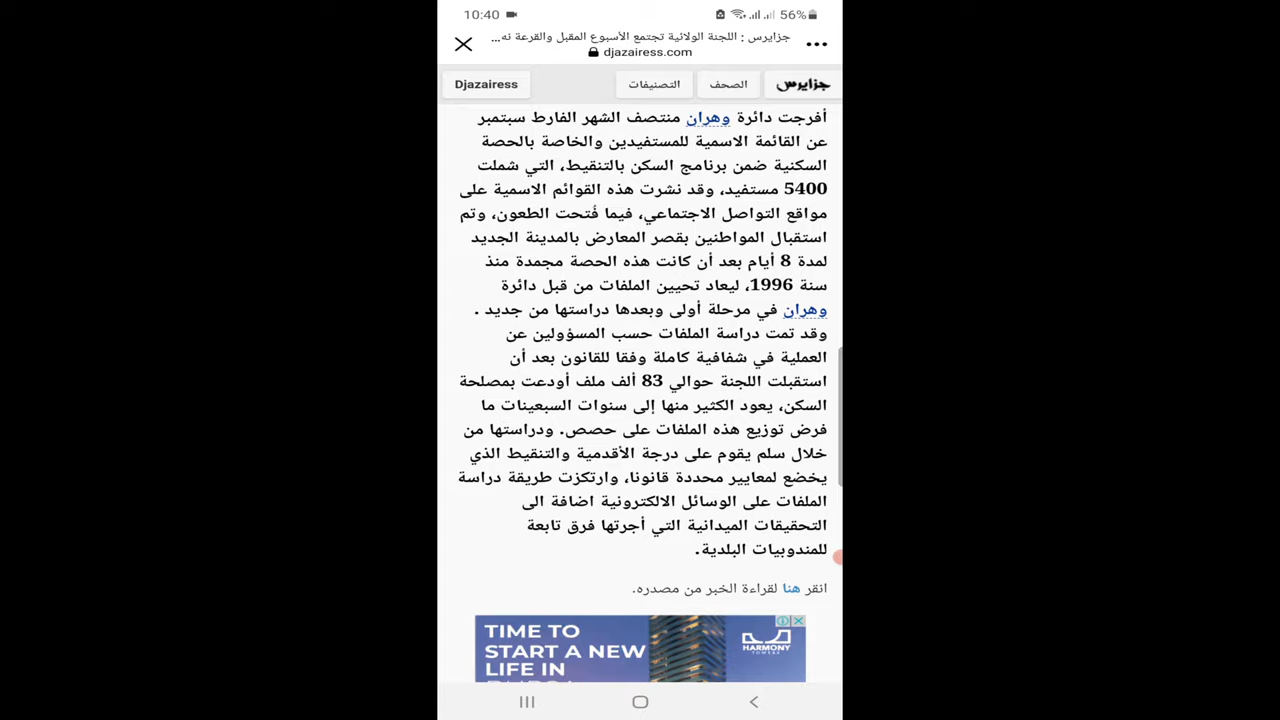 10:40
56%
جزايرس : اللجنة الولائية تجتمع الأسبوع المقبل والقرعة نه...
djazairess.com
جزايرس
الصحف
التصنيفات
Djazairess
أفرجت دائرة وهران منتصف الشهر الفارط سبتمبر
عن القائمة الاسمية للمستفيدين والخاصة بالحصة
السكنية ضمن برنامج السكن بالتنقيط، التي شملت
5400 مستفيد، وقد نشرت هذه القوائم الاسمية على
مواقع التواصل الاجتماعي، فيما فُتحت الطعون، وتم
استقبال المواطنين بقصر المعارض بالمدينة الجديد
لمدة 8 أيام بعد أن كانت هذه الحصة مجمدة منذ
سنة 1996، ليعاد تحيين الملفات من قبل دائرة
وهران في مرحلة أولى وبعدها دراستها من جديد .
وقد تمت دراسة الملفات حسب المسؤولين عن
العملية في شفافية كاملة وفقا للقانون بعد أن
استقبلت اللجنة حوالي 83 ألف ملف أودعت بمصلحة
السكن، يعود الكثير منها إلى سنوات السبعينات ما
فرض توزيع هذه الملفات على حصص. ودراستها من
خلال سلم يقوم على درجة الأقدمية والتنقيط الذي
يخضع لمعايير محددة قانونا، وارتكزت طريقة دراسة
الملفات على الوسائل الالكترونية اضافة الى
التحقيقات الميدانية التي أجرتها فرق تابعة
للمندوبيات البلدية.
انقر هنا لقراءة الخبر من مصدره.
TIME TO
START A NEW
LIFE IN
HARMONY
TOWERS